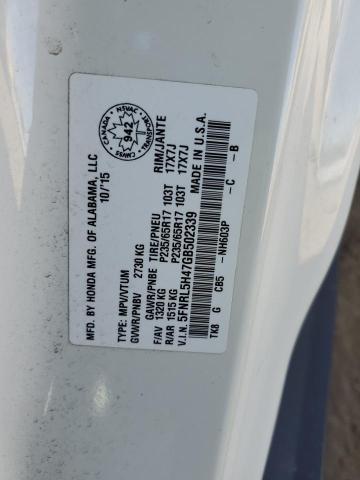 MFD. BY HONDA MFG. OF ALABAMA, LLC
10/15
CANADA NSVAC
942
CMVSS TRANSPORT
TYPE: MPV/VTUM
GVWR/PNBV 2730 KG
GAWR/PNBE TIRE/PNEU RIM/JANTE
F/AV 1320 KG P235/65R17 103T 17X7J
R/AR 1515 KG P235/65R17 103T 17X7J
V.I.N. 5FNRL5H47GB502339 MADE IN U.S.A.
TK8 G CB5 -NH603P -C -B